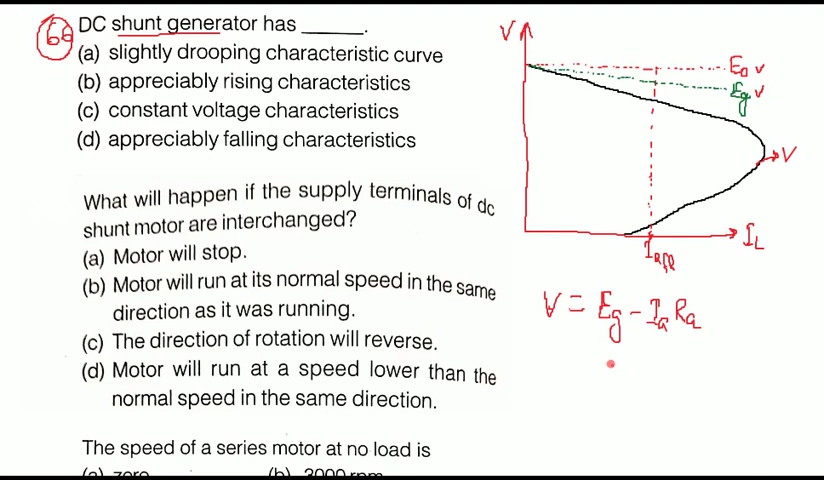 66
DC shunt generator has ______.
(a) slightly drooping characteristic curve
(b) appreciably rising characteristics
(c) constant voltage characteristics
(d) appreciably falling characteristics
What will happen if the supply terminals of dc
shunt motor are interchanged?
(a) Motor will stop.
(b) Motor will run at its normal speed in the same
direction as it was running.
(c) The direction of rotation will reverse.
(d) Motor will run at a speed lower than the
normal speed in the same direction.
The speed of a series motor at no load is
(a) zero (b) 3000 rpm
V
E₀ v
Eg v
V
I_L
V = Eg - Ia Ra